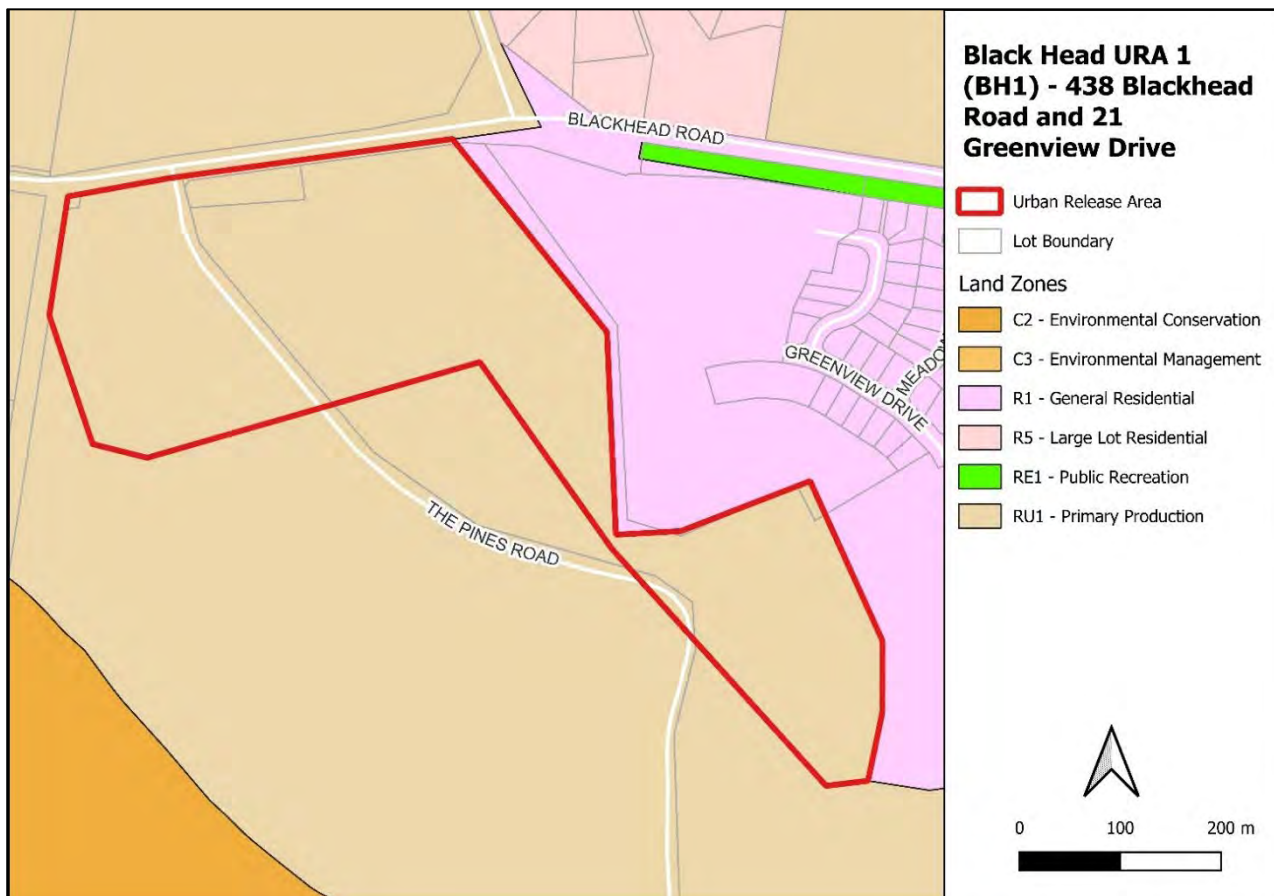 Black Head URA 1
(BH1) - 438 Blackhead
Road and 21
Greenview Drive
Urban Release Area
Lot Boundary
Land Zones
C2 - Environmental Conservation
C3 - Environmental Management
R1 - General Residential
R5 - Large Lot Residential
RE1 - Public Recreation
RU1 - Primary Production
0 100 200 m
BLACKHEAD ROAD
GREENVIEW DRIVE
MEADOW
THE PINES ROAD